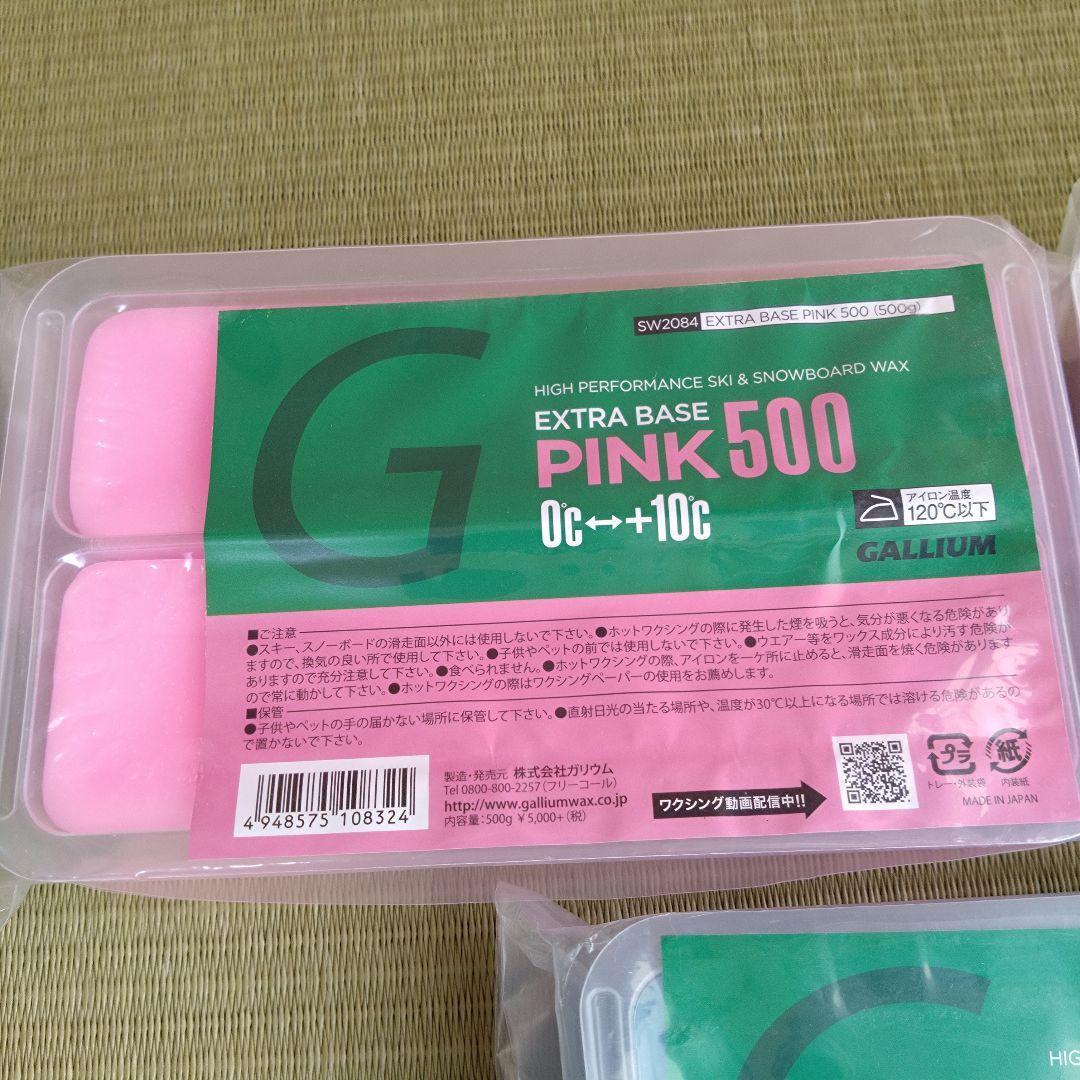 SW2084 EXTRA BASE PINK 500 (500g)
HIGH PERFORMANCE SKI & SNOWBOARD WAX
EXTRA BASE
PINK 500
0℃↔+10℃
アイロン温度
120℃以下
GALLIUM
G
■ご注意
●スキー、スノーボードの滑走面以外には使用しないで下さい。●ホットワクシングの際に発生した煙を吸うと、気分が悪くなる危険があり
ますので、換気の良い所で使用して下さい。●子供やペットの前では使用しないで下さい。●ウエアー等をワックス成分により汚す危険が
ありますので充分注意して下さい。●食べられません。●ホットワクシングの際、アイロンを一ケ所に止めると、滑走面を焼く危険があります
ので常に動かして下さい。●ホットワクシングの際はワクシングペーパーの使用をお薦めします。
■保管
●子供やペットの手の届かない場所に保管して下さい。●直射日光の当たる場所や、温度が30℃以上になる場所では溶ける危険があるの
で置かないで下さい。
4 948575 108324
製造・発売元 株式会社ガリウム
Tel 0800-800-2257(フリーコール)
http://www.galliumwax.co.jp
内容量:500g ¥5,000+(税)
ワクシング動画配信中!!
プラ
トレー・外装袋
紙
内装紙
MADE IN JAPAN
G
HIG